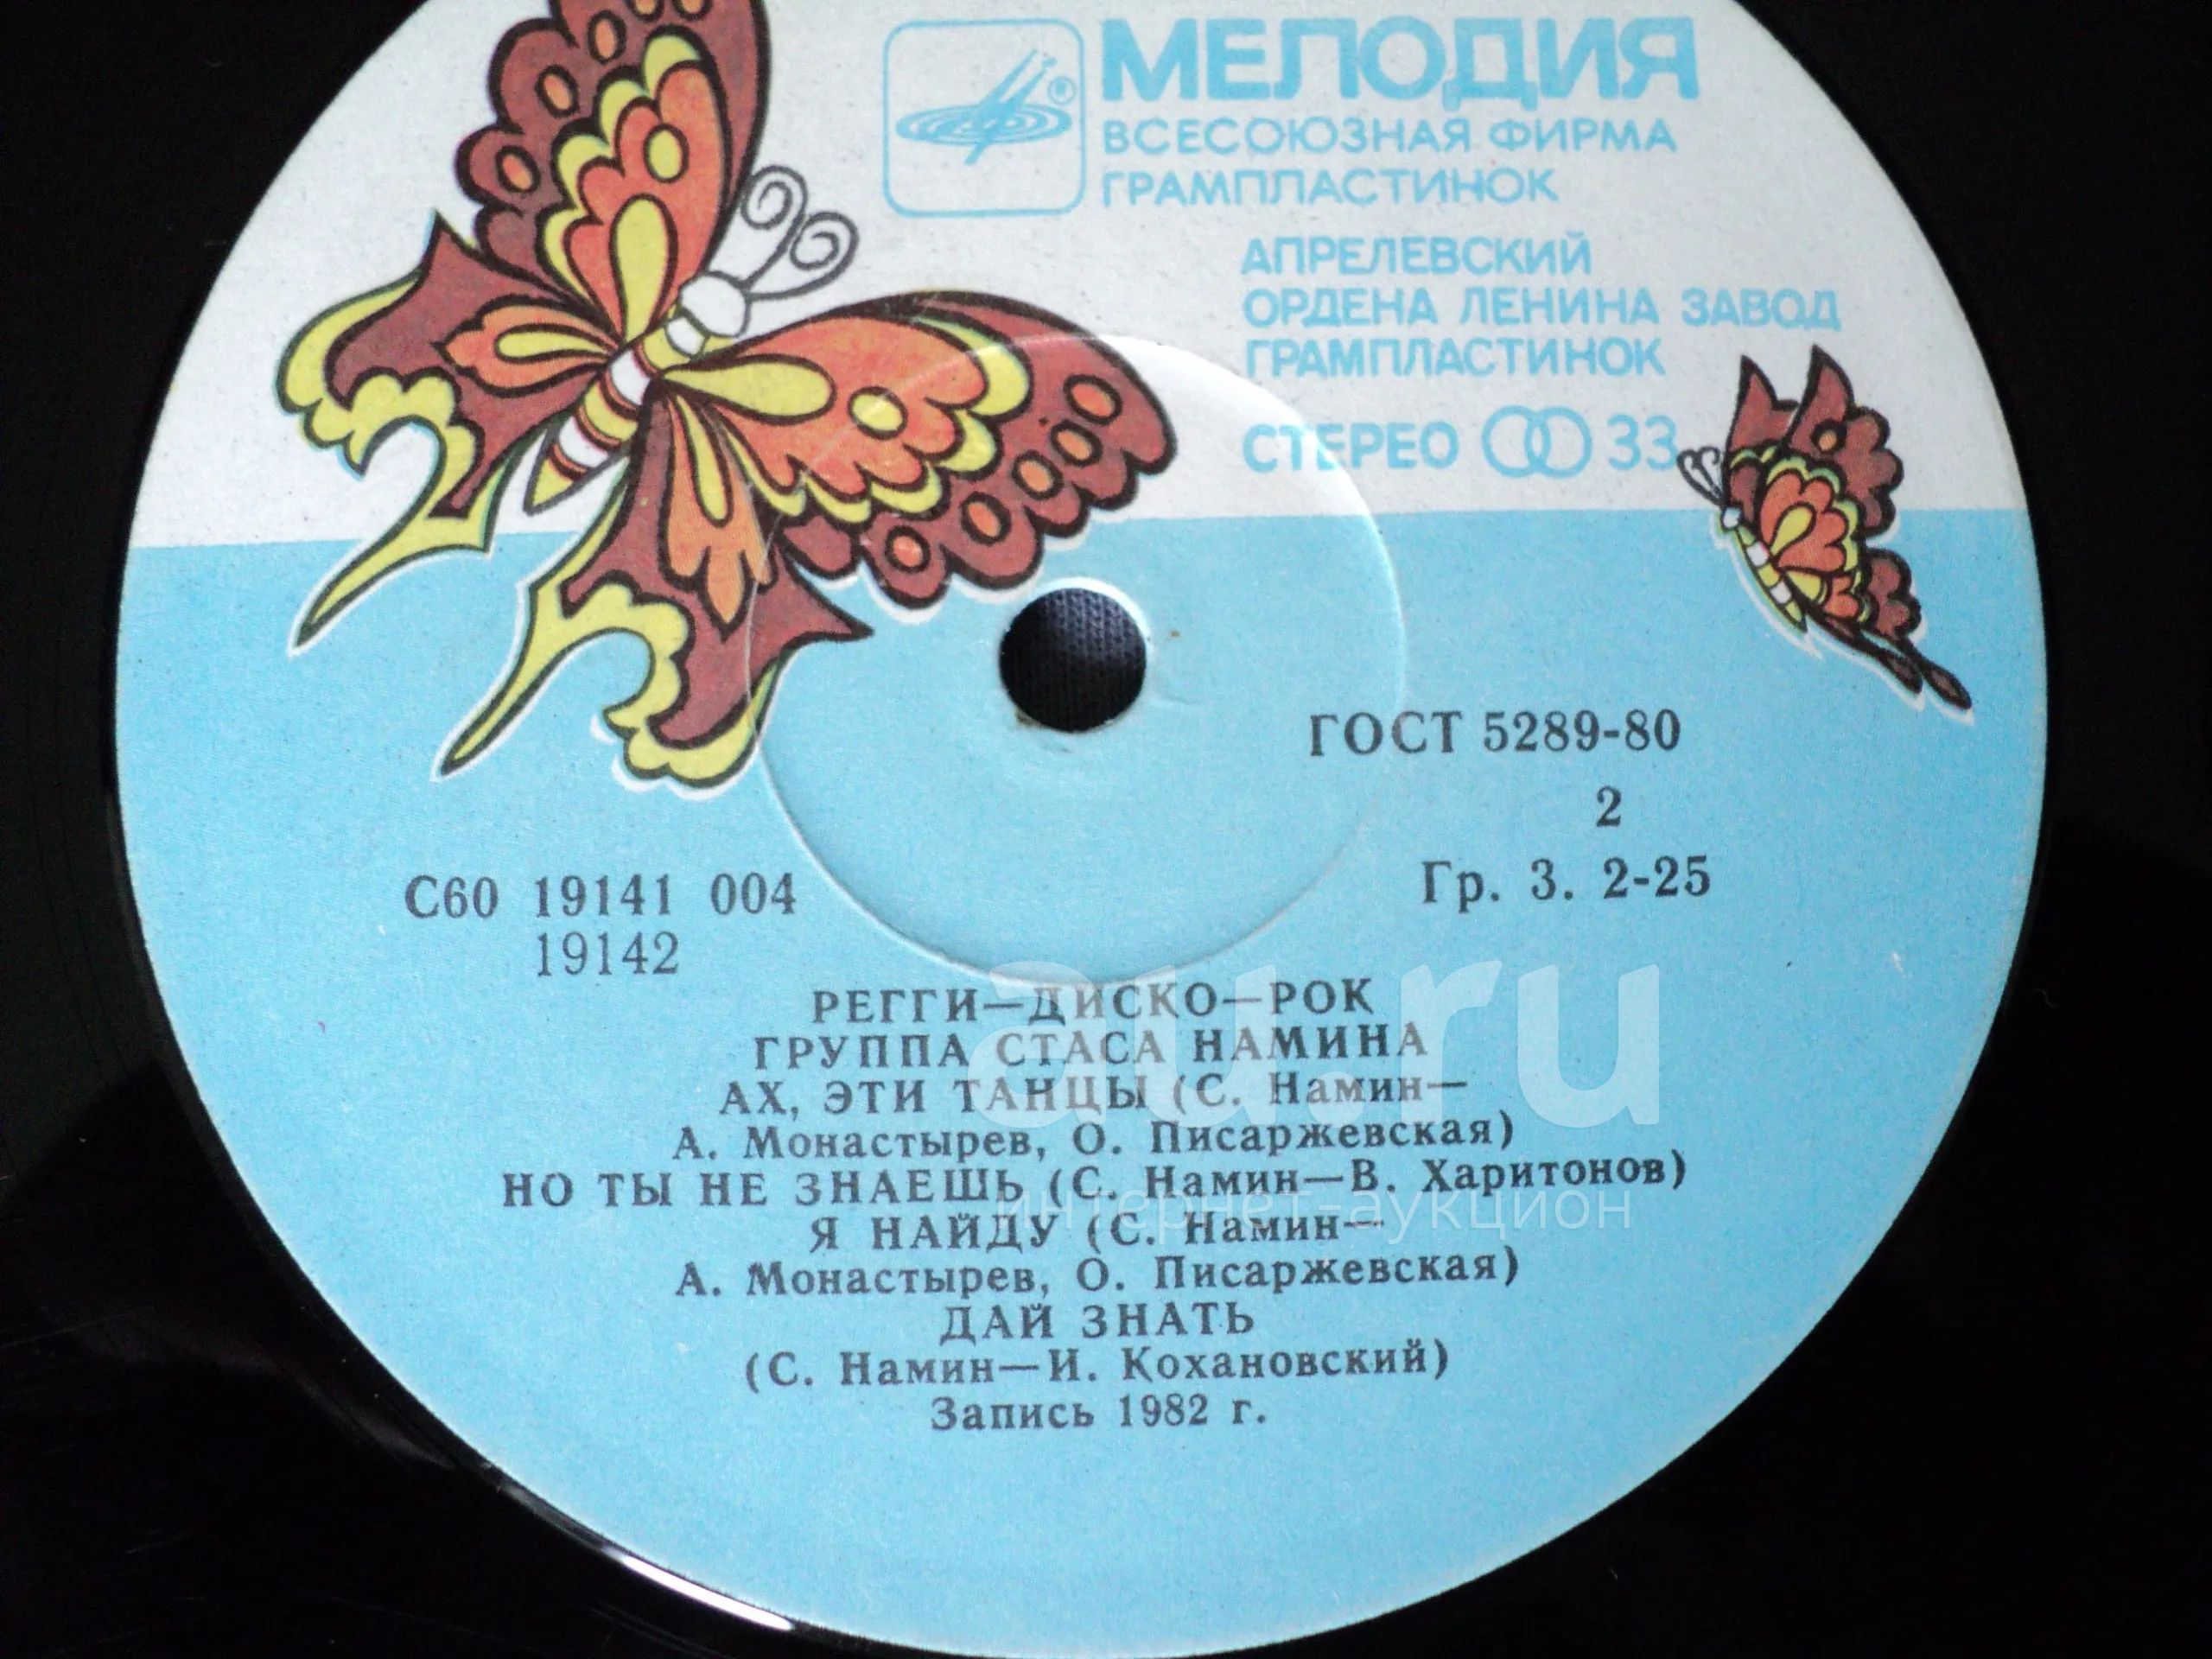 МЕЛОДИЯ
ВСЕСОЮЗНАЯ ФИРМА
ГРАМПЛАСТИНОК
АПРЕЛЕВСКИЙ
ОРДЕНА ЛЕНИНА ЗАВОД
ГРАМПЛАСТИНОК
СТЕРЕО 33
ГОСТ 5289-80
2
Гр. 3. 2-25
С60 19141 004
19142
РЕГГИ—ДИСКО—РОК
ГРУППА СТАСА НАМИНА
АХ, ЭТИ ТАНЦЫ (С. Намин—
А. Монастырев, О. Писаржевская)
НО ТЫ НЕ ЗНАЕШЬ (С. Намин—В. Харитонов)
Я НАЙДУ (С. Намин—
А. Монастырев, О. Писаржевская)
ДАЙ ЗНАТЬ
(С. Намин—И. Кохановский)
Запись 1982 г.
au.ru
интернет-аукцион